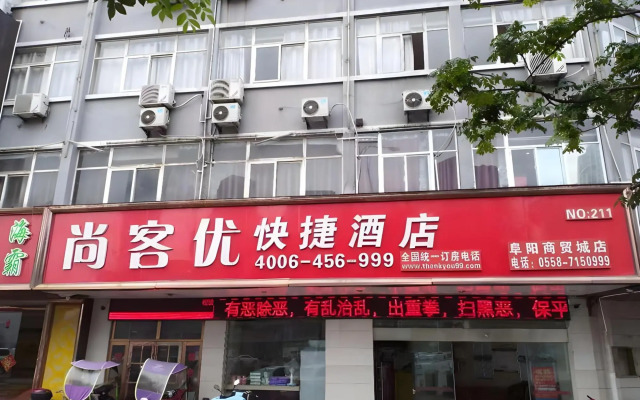 海霸
尚客优快捷酒店
4006-456-999
全国统一订房电话
www.thankyou99.com
NO:211
阜阳商贸城店
电话：0558-7150999
有恶除恶，有乱治乱，出重拳，扫黑恶，保平